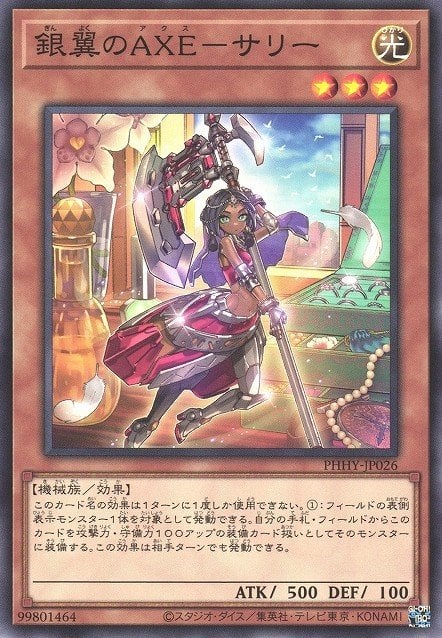 銀翼のAXEーサリー
光
PHHY-JP026
【機械族／効果】
このカード名の効果は1ターンに1度しか使用できない。①：フィールドの表側
表示モンスター1体を対象として発動できる。自分の手札・フィールドからこの
カードを攻撃力・守備力100アップの装備カード扱いとしてそのモンスター
に装備する。この効果は相手ターンでも発動できる。
ATK/ 500 DEF/ 100
99801464
©スタジオ・ダイス／集英社・テレビ東京・KONAMI